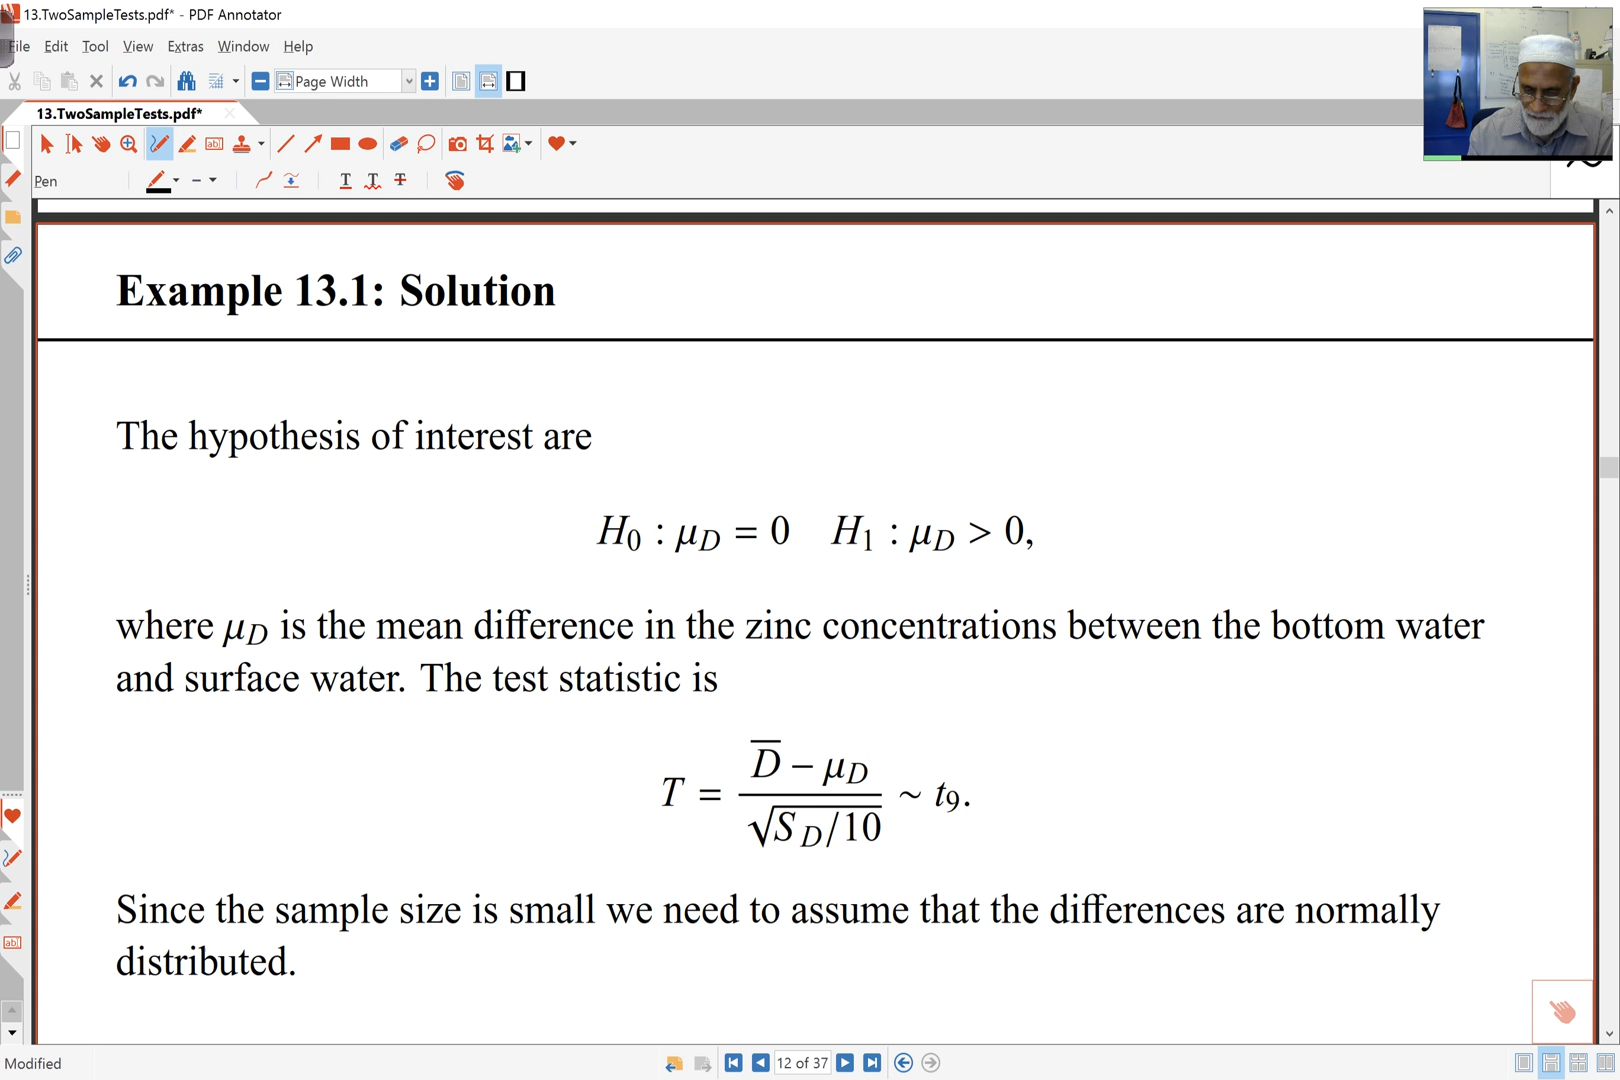 13.TwoSampleTests.pdf* - PDF Annotator
File Edit Tool View Extras Window Help
Page Width
13.TwoSampleTests.pdf*
Pen
Example 13.1: Solution
The hypothesis of interest are
H₀ : μ_D = 0 H₁ : μ_D > 0,
where μ_D is the mean difference in the zinc concentrations between the bottom water
and surface water. The test statistic is
T = (D̅ − μ_D) / √(S_D/10) ~ t₉.
Since the sample size is small we need to assume that the differences are normally
distributed.
Modified
12 of 37